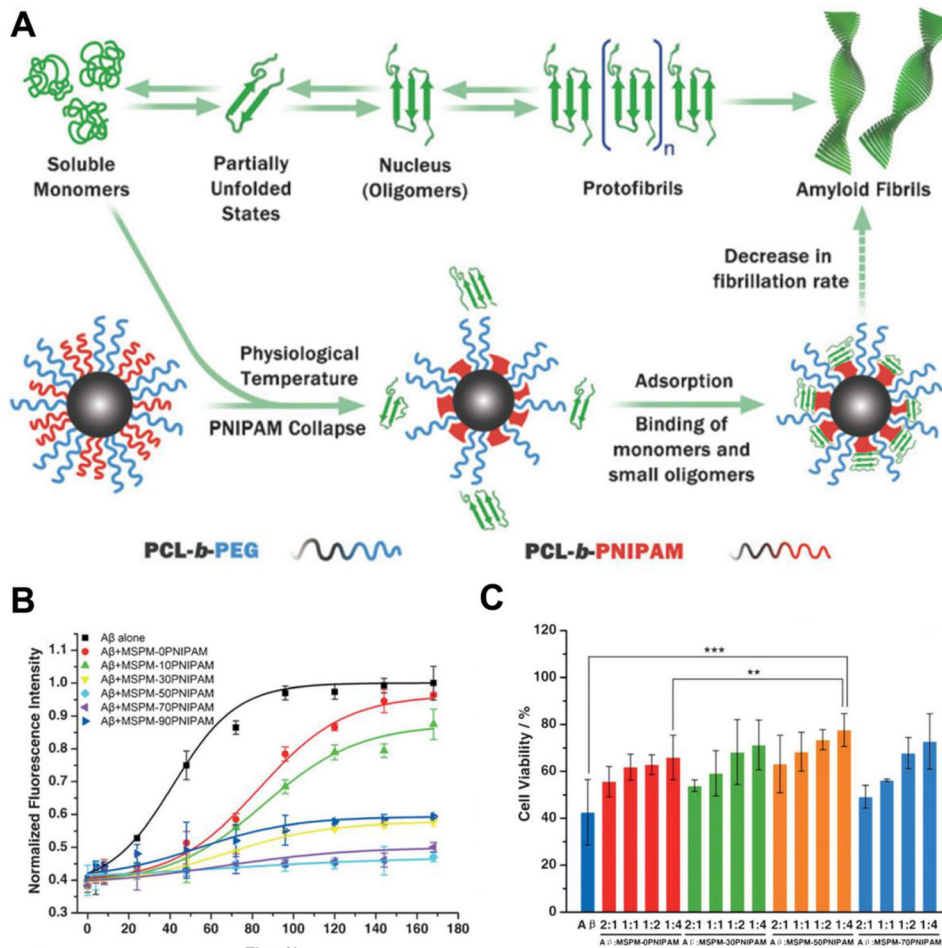 A
Soluble
Monomers
Partially
Unfolded
States
Nucleus
(Oligomers)
n
Protofibrils
Amyloid Fibrils
Decrease in
fibrillation rate
Physiological
Temperature
PNIPAM Collapse
Adsorption
Binding of
monomers and
small oligomers
PCL-b-PEG
PCL-b-PNIPAM
B
Normalized Fluorescence Intensity
1.1
1.0
0.9
0.8
0.7
0.6
0.5
0.4
0.3
Aβ alone
Aβ+MSPM-0PNIPAM
Aβ+MSPM-10PNIPAM
Aβ+MSPM-30PNIPAM
Aβ+MSPM-50PNIPAM
Aβ+MSPM-70PNIPAM
Aβ+MSPM-90PNIPAM
0 20 40 60 80 100 120 140 160 180
C
Cell Viability / %
120
100
80
60
40
20
0
***
**
Aβ 2:1 1:1 1:2 1:4 2:1 1:1 1:2 1:4 2:1 1:1 1:2 1:4 2:1 1:1 1:2 1:4
Aβ:MSPM-0PNIPAM Aβ:MSPM-30PNIPAM Aβ:MSPM-50PNIPAM Aβ:MSPM-70PNIPAM